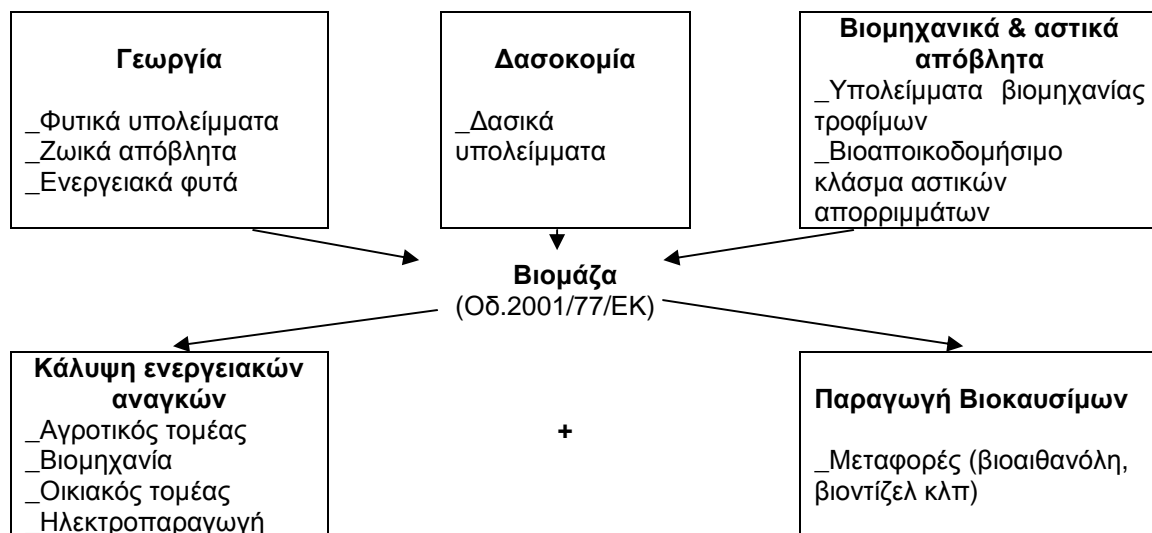 Γεωργία
_Φυτικά υπολείμματα
_Ζωικά απόβλητα
_Ενεργειακά φυτά
Δασοκομία
_Δασικά
υπολείμματα
Βιομηχανικά & αστικά
απόβλητα
_Υπολείμματα βιομηχανίας
τροφίμων
_Βιοαποικοδομήσιμο
κλάσμα αστικών
απορριμμάτων
Βιομάζα
(Οδ.2001/77/ΕΚ)
Κάλυψη ενεργειακών
αναγκών
_Αγροτικός τομέας
_Βιομηχανία
_Οικιακός τομέας
_Ηλεκτροπαραγωγή
+
Παραγωγή Βιοκαυσίμων
_Μεταφορές (βιοαιθανόλη,
βιοντίζελ κλπ)